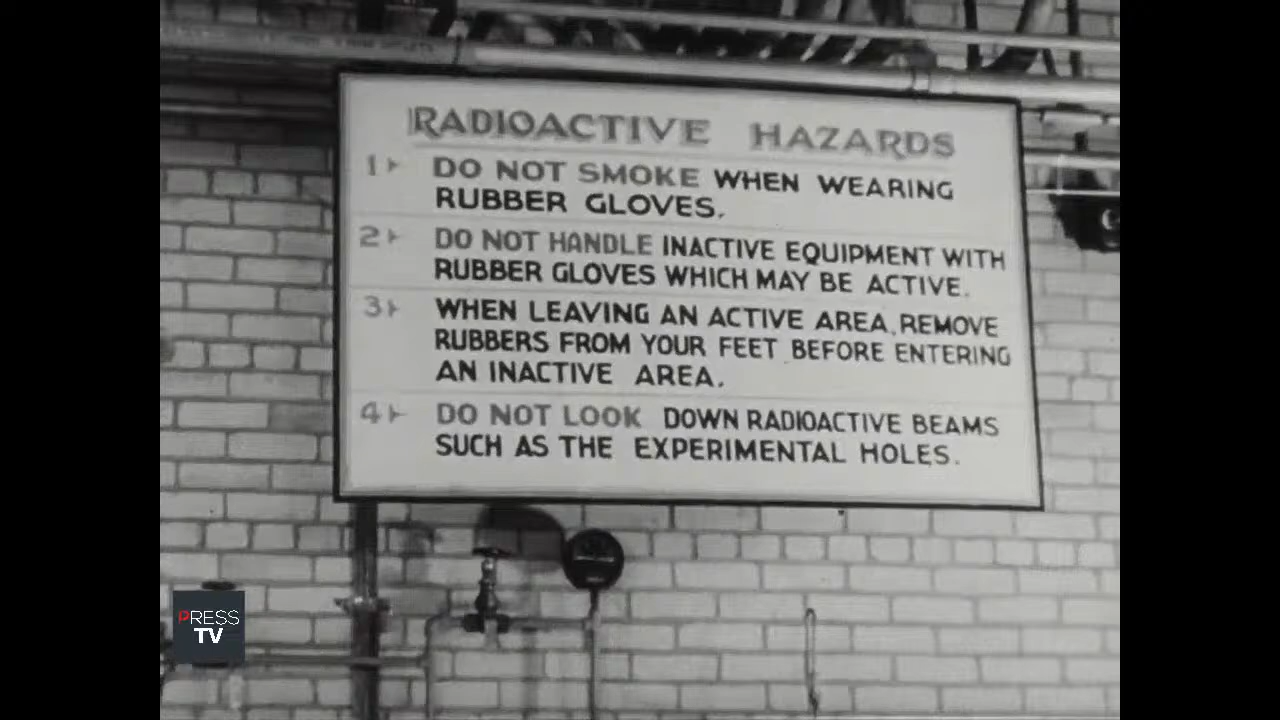 RADIOACTIVE HAZARDS
1 DO NOT SMOKE WHEN WEARING
RUBBER GLOVES.
2 DO NOT HANDLE INACTIVE EQUIPMENT WITH
RUBBER GLOVES WHICH MAY BE ACTIVE.
3 WHEN LEAVING AN ACTIVE AREA, REMOVE
RUBBERS FROM YOUR FEET BEFORE ENTERING
AN INACTIVE AREA.
4 DO NOT LOOK DOWN RADIOACTIVE BEAMS
SUCH AS THE EXPERIMENTAL HOLES.
PRESS
TV